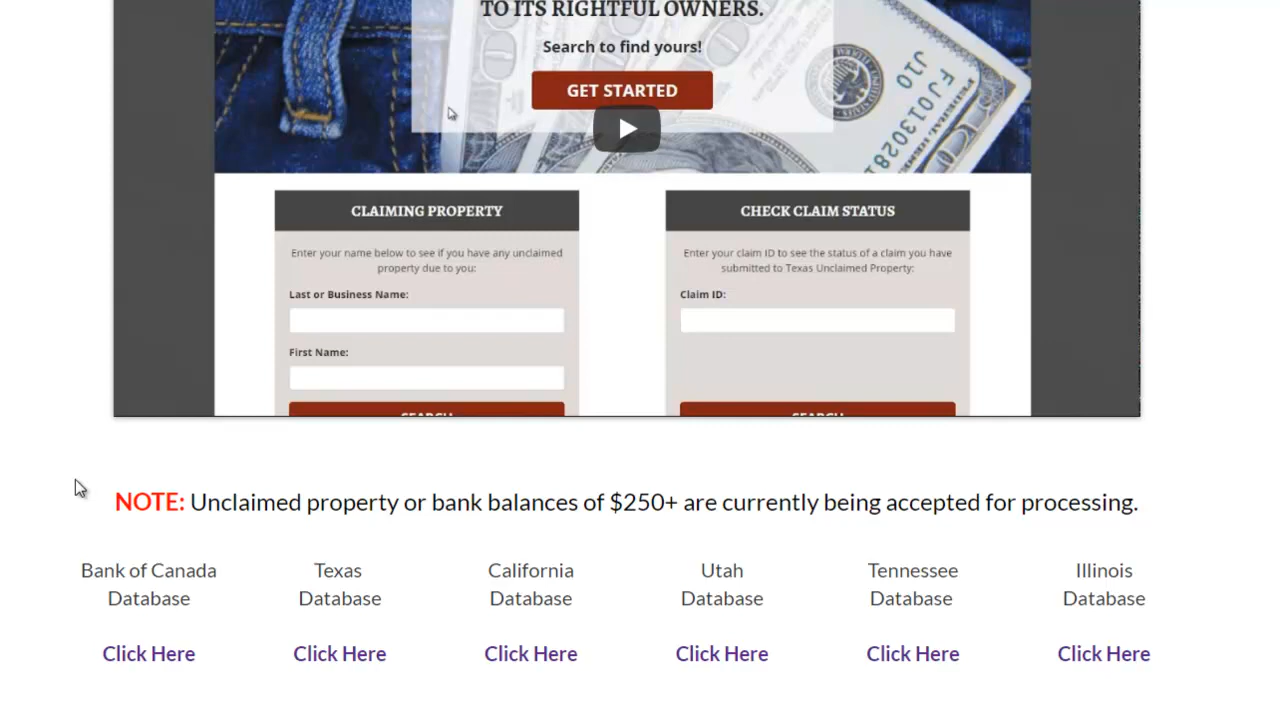 TO ITS RIGHTFUL OWNERS.
Search to find yours!
GET STARTED
J10
FJ013028
CLAIMING PROPERTY
Enter your name below to see if you have any unclaimed
property due to you:
Last or Business Name:
First Name:
SEARCH
CHECK CLAIM STATUS
Enter your claim ID to see the status of a claim you have
submitted to Texas Unclaimed Property:
Claim ID:
SEARCH
NOTE: Unclaimed property or bank balances of $250+ are currently being accepted for processing.
Bank of Canada
Database
Click Here
Texas
Database
Click Here
California
Database
Click Here
Utah
Database
Click Here
Tennessee
Database
Click Here
Illinois
Database
Click Here